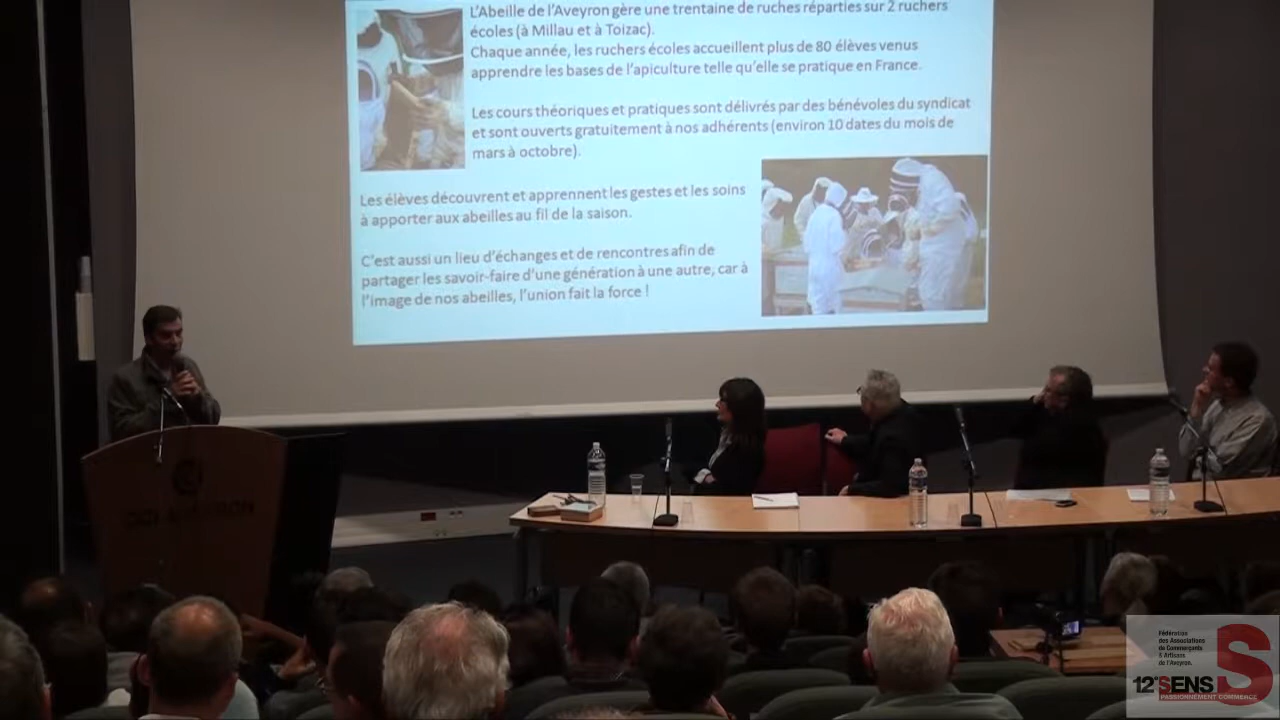 L'Abeille de l'Aveyron gère une trentaine de ruches réparties sur 2 ruchers
écoles (à Millau et à Toizac).
Chaque année, les ruchers écoles accueillent plus de 80 élèves venus
apprendre les bases de l'apiculture telle qu'elle se pratique en France.
Les cours théoriques et pratiques sont délivrés par des bénévoles du syndicat
et sont ouverts gratuitement à nos adhérents (environ 10 dates du mois de
mars à octobre).
Les élèves découvrent et apprennent les gestes et les soins
à apporter aux abeilles au fil de la saison.
C'est aussi un lieu d'échanges et de rencontres afin de
partager les savoir-faire d'une génération à une autre, car à
l'image de nos abeilles, l'union fait la force !
CCI AVEYRON
Fédération
des Associations
de Commerçants
& Artisans
de l'Aveyron.
12°SENS
PASSIONNÉMENT COMMERCE
S